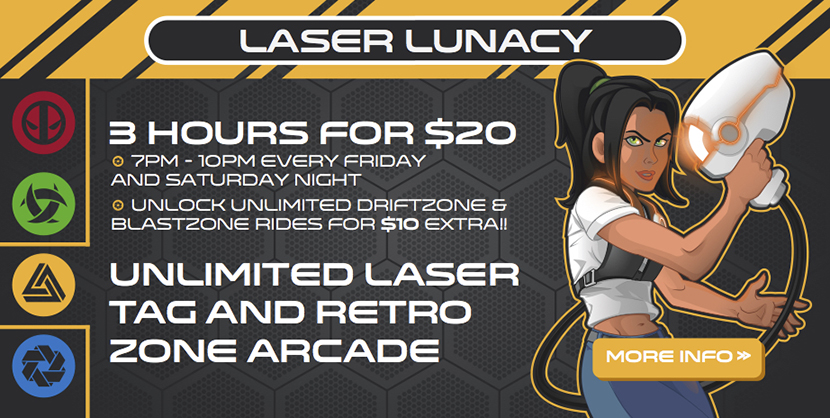 LASER LUNACY
3 HOURS FOR $20
7PM - 10PM EVERY FRIDAY
AND SATURDAY NIGHT
UNLOCK UNLIMITED DRIFTZONE &
BLASTZONE RIDES FOR $10 EXTRA!!
UNLIMITED LASER
TAG AND RETRO
ZONE ARCADE
MORE INFO »